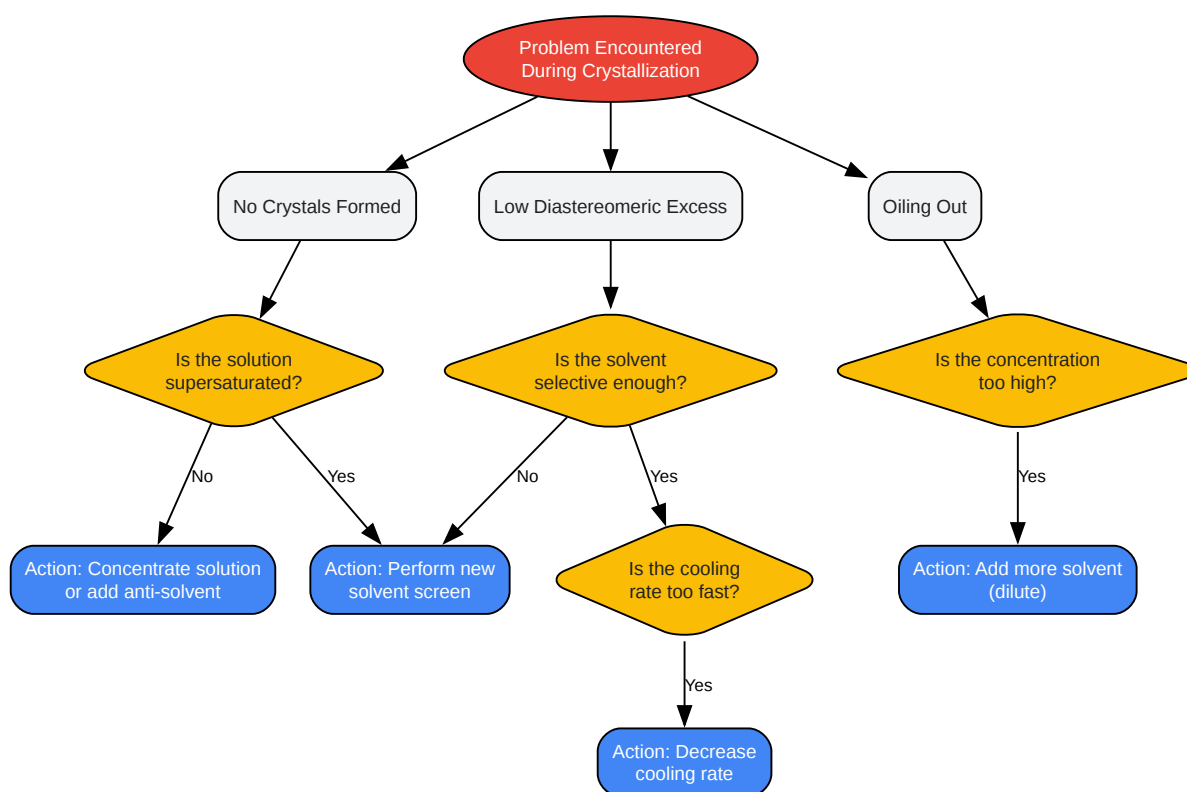 Problem Encountered
During Crystallization
No Crystals Formed
Low Diastereomeric Excess
Oiling Out
Is the solution
supersaturated?
Is the solvent
selective enough?
Is the concentration
too high?
No
Yes
No
Yes
Yes
Action: Concentrate solution
or add anti-solvent
Action: Perform new
solvent screen
Is the cooling
rate too fast?
Action: Add more solvent
(dilute)
Yes
Action: Decrease
cooling rate